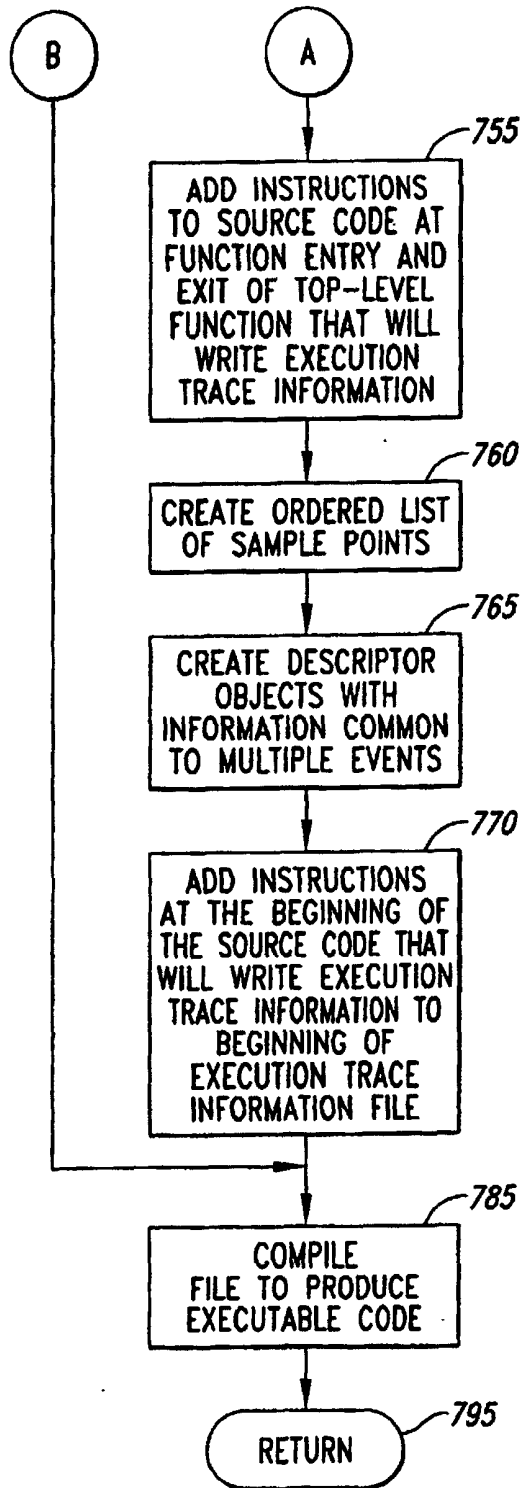 B
A
755
ADD INSTRUCTIONS
TO SOURCE CODE AT
FUNCTION ENTRY AND
EXIT OF TOP-LEVEL
FUNCTION THAT WILL
WRITE EXECUTION
TRACE INFORMATION
760
CREATE ORDERED LIST
OF SAMPLE POINTS
765
CREATE DESCRIPTOR
OBJECTS WITH
INFORMATION COMMON
TO MULTIPLE EVENTS
770
ADD INSTRUCTIONS
AT THE BEGINNING OF
THE SOURCE CODE THAT
WILL WRITE EXECUTION
TRACE INFORMATION TO
BEGINNING OF
EXECUTION TRACE
INFORMATION FILE
785
COMPILE
FILE TO PRODUCE
EXECUTABLE CODE
795
RETURN